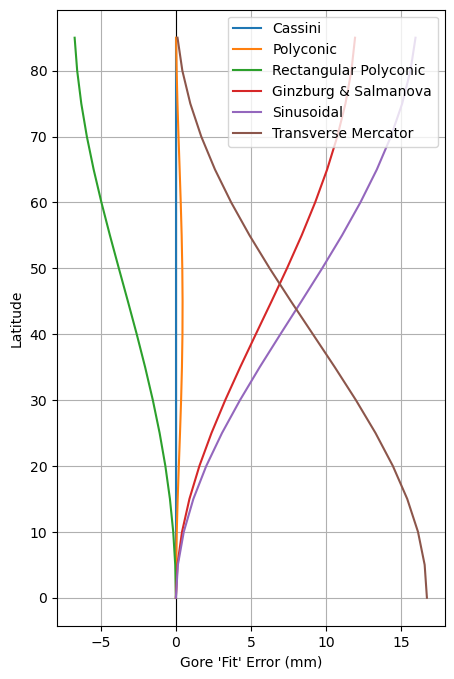 Cassini
Polyconic
Rectangular Polyconic
Ginzburg & Salmanova
Sinusoidal
Transverse Mercator
80
70
60
50
40
30
20
10
0
Latitude
−5 0 5 10 15
Gore 'Fit' Error (mm)